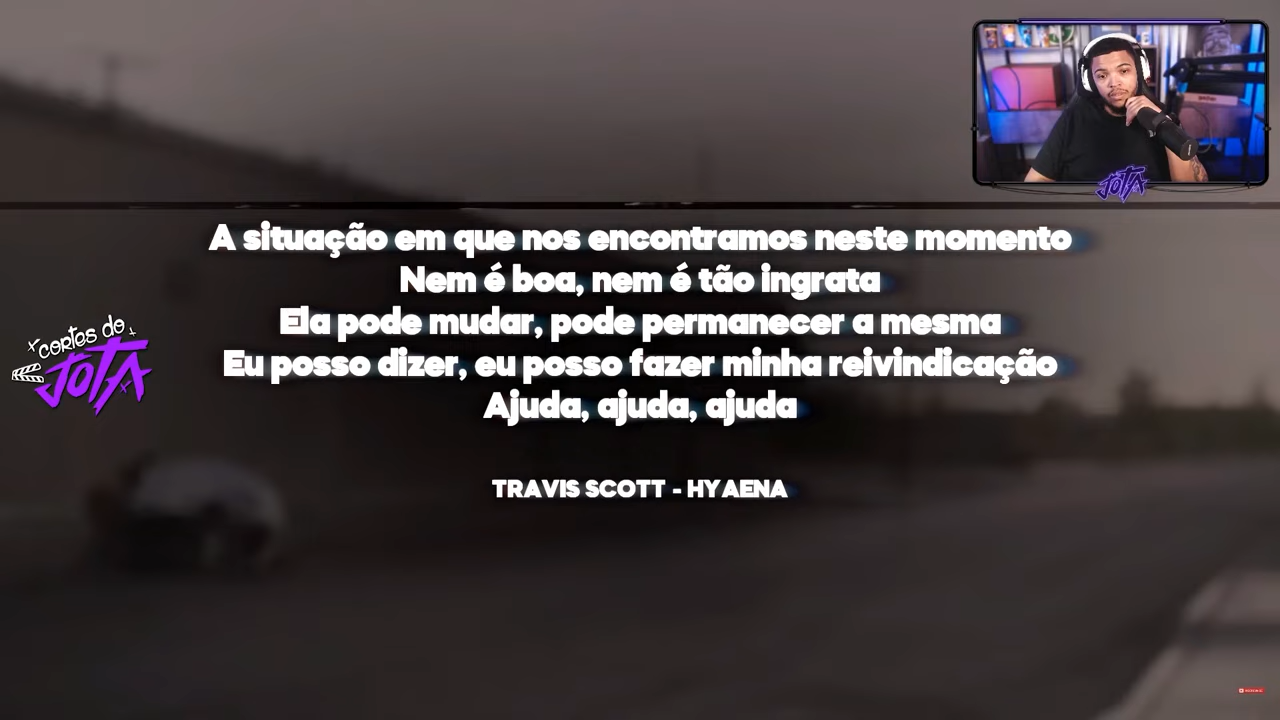 JOTA
A situação em que nos encontramos neste momento
Nem é boa, nem é tão ingrata
Ela pode mudar, pode permanecer a mesma
Eu posso dizer, eu posso fazer minha reivindicação
Ajuda, ajuda, ajuda
cortes do
JOTA
TRAVIS SCOTT - HYAENA